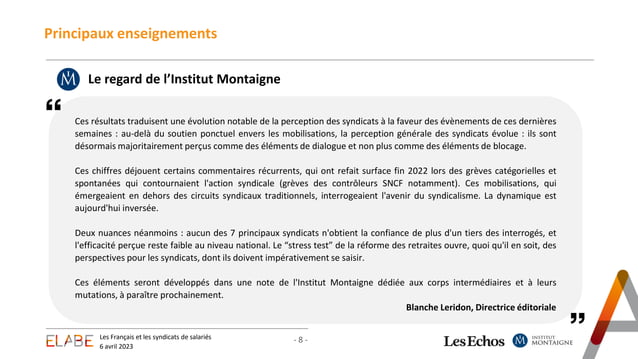 Principaux enseignements
Le regard de l’Institut Montaigne
“
Ces résultats traduisent une évolution notable de la perception des syndicats à la faveur des évènements de ces dernières
semaines : au-delà du soutien ponctuel envers les mobilisations, la perception générale des syndicats évolue : ils sont
désormais majoritairement perçus comme des éléments de dialogue et non plus comme des éléments de blocage.
Ces chiffres déjouent certains commentaires récurrents, qui ont refait surface fin 2022 lors des grèves catégorielles et
spontanées qui contournaient l'action syndicale (grèves des contrôleurs SNCF notamment). Ces mobilisations, qui
émergeaient en dehors des circuits syndicaux traditionnels, interrogeaient l'avenir du syndicalisme. La dynamique est
aujourd'hui inversée.
Deux nuances néanmoins : aucun des 7 principaux syndicats n'obtient la confiance de plus d'un tiers des interrogés, et
l'efficacité perçue reste faible au niveau national. Le “stress test” de la réforme des retraites ouvre, quoi qu'il en soit, des
perspectives pour les syndicats, dont ils doivent impérativement se saisir.
Ces éléments seront développés dans une note de l'Institut Montaigne dédiée aux corps intermédiaires et à leurs
mutations, à paraître prochainement.
Blanche Leridon, Directrice éditoriale
”
ELABE
Les Français et les syndicats de salariés
6 avril 2023
- 8 -
Les Echos
INSTITUT
MONTAIGNE